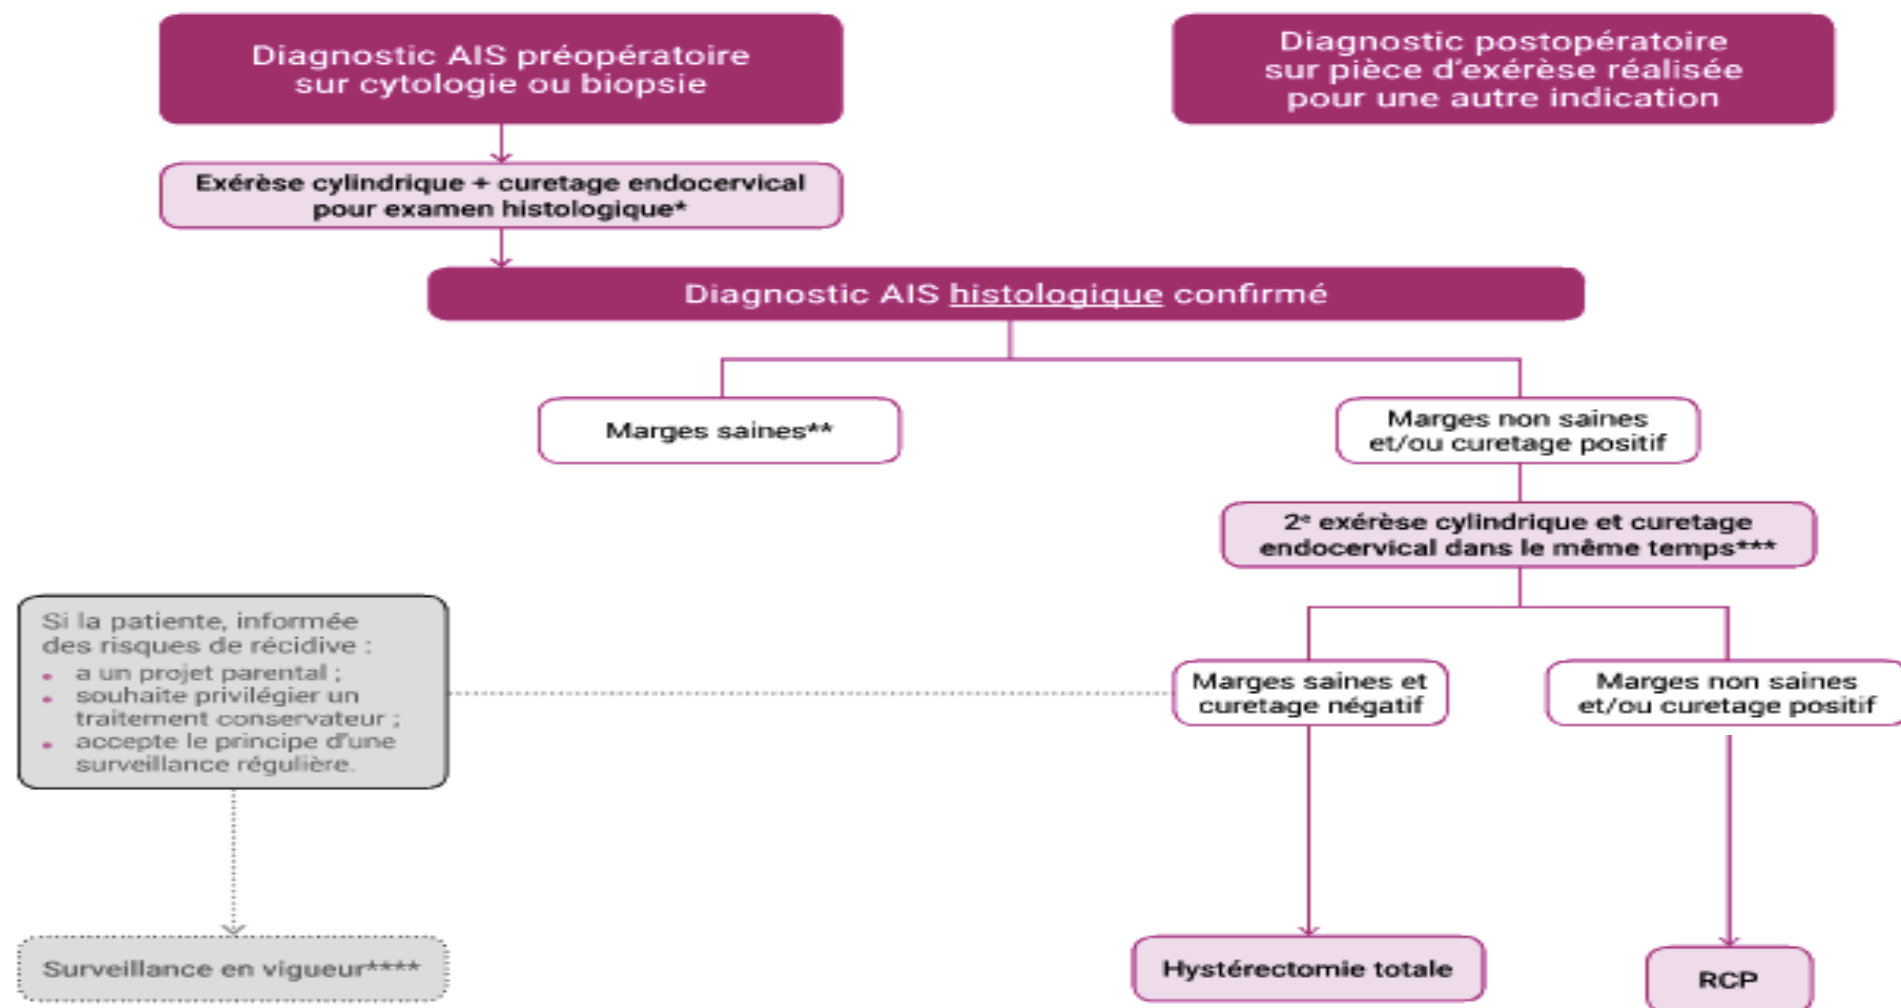 Diagnostic AIS préopératoire
sur cytologie ou biopsie
Diagnostic postopératoire
sur pièce d'exérèse réalisée
pour une autre indication
Exérèse cylindrique + curetage endocervical
pour examen histologique*
Diagnostic AIS histologique confirmé
Marges saines**
Marges non saines
et/ou curetage positif
2e exérèse cylindrique et curetage
endocervical dans le même temps***
Si la patiente, informée
des risques de récidive :
• a un projet parental ;
• souhaite privilégier un
traitement conservateur ;
• accepte le principe d'une
surveillance régulière.
Marges saines et
curetage négatif
Marges non saines
et/ou curetage positif
Surveillance en vigueur****
Hystérectomie totale
RCP